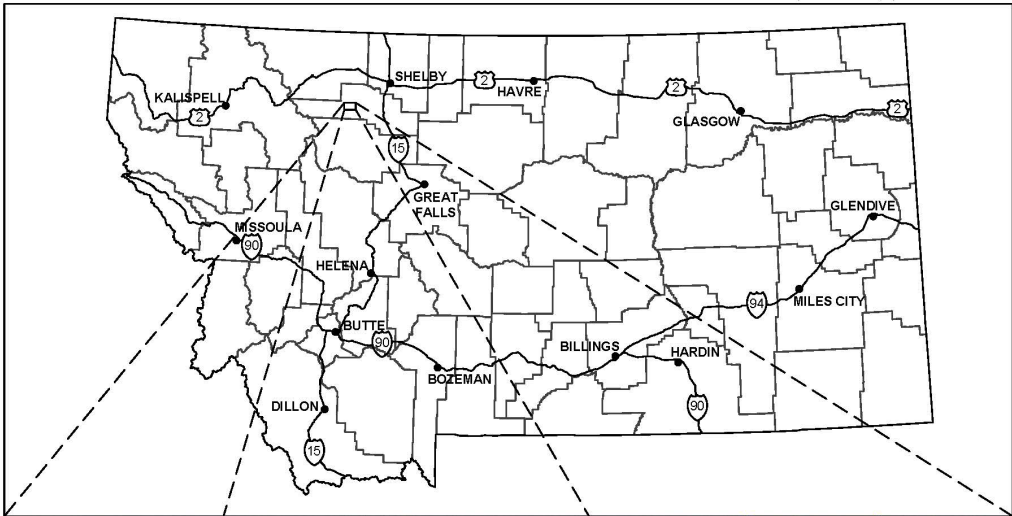 SHELBY
2
HAVRE
2
KALISPELL
2
GLASGOW
2
15
GREAT
FALLS
GLENDIVE
MISSOULA
90
HELENA
94
MILES CITY
BUTTE
90
BILLINGS
HARDIN
BOZEMAN
90
DILLON
15